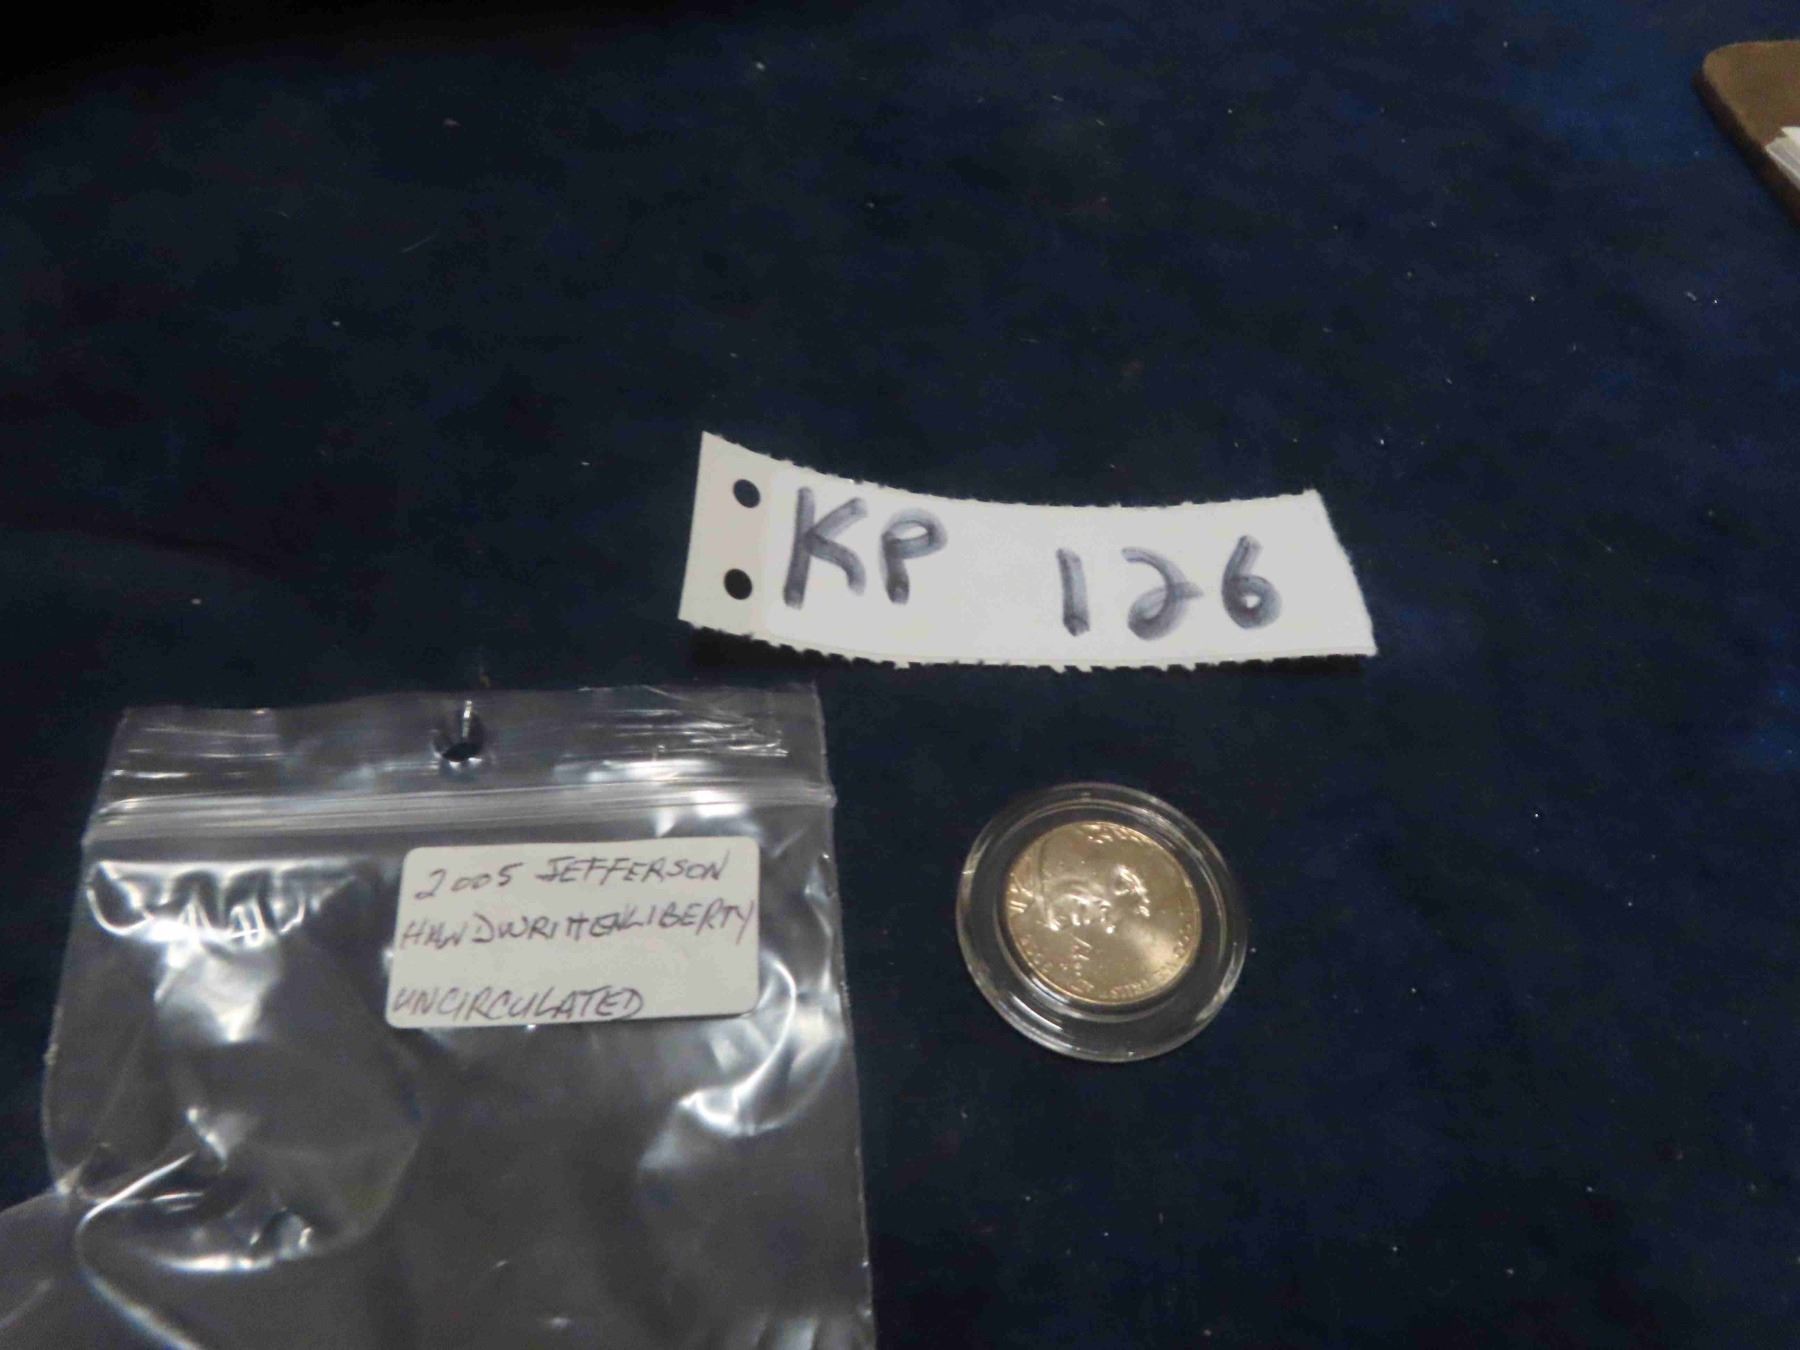 KP 126
2005 JEFFERSON
HANDWRITTEN LIBERTY
UNCIRCULATED